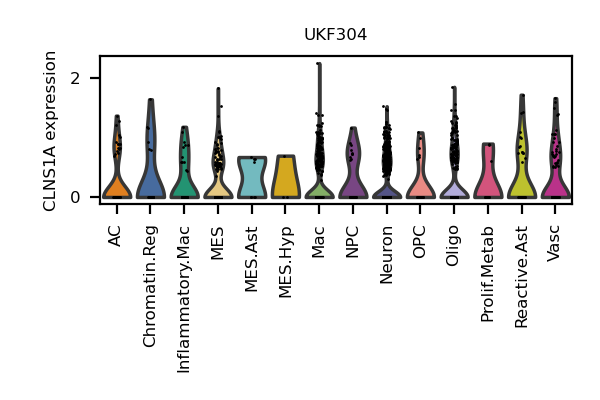 UKF304
CLNS1A expression
2
0
AC
Chromatin.Reg
Inflammatory.Mac
MES
MES.Ast
MES.Hyp
Mac
NPC
Neuron
OPC
Oligo
Prolif.Metab
Reactive.Ast
Vasc